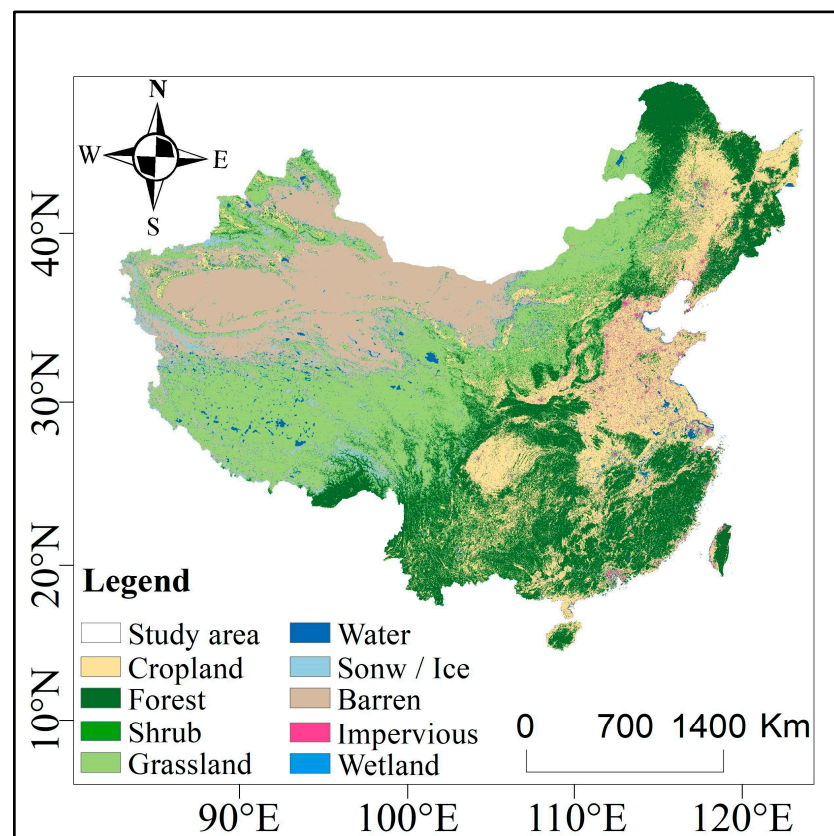 N
W E
S
40°N
30°N
20°N
10°N
Legend
Study area
Cropland
Forest
Shrub
Grassland
Water
Sonw / Ice
Barren
Impervious
Wetland
0 700 1400 Km
90°E 100°E 110°E 120°E